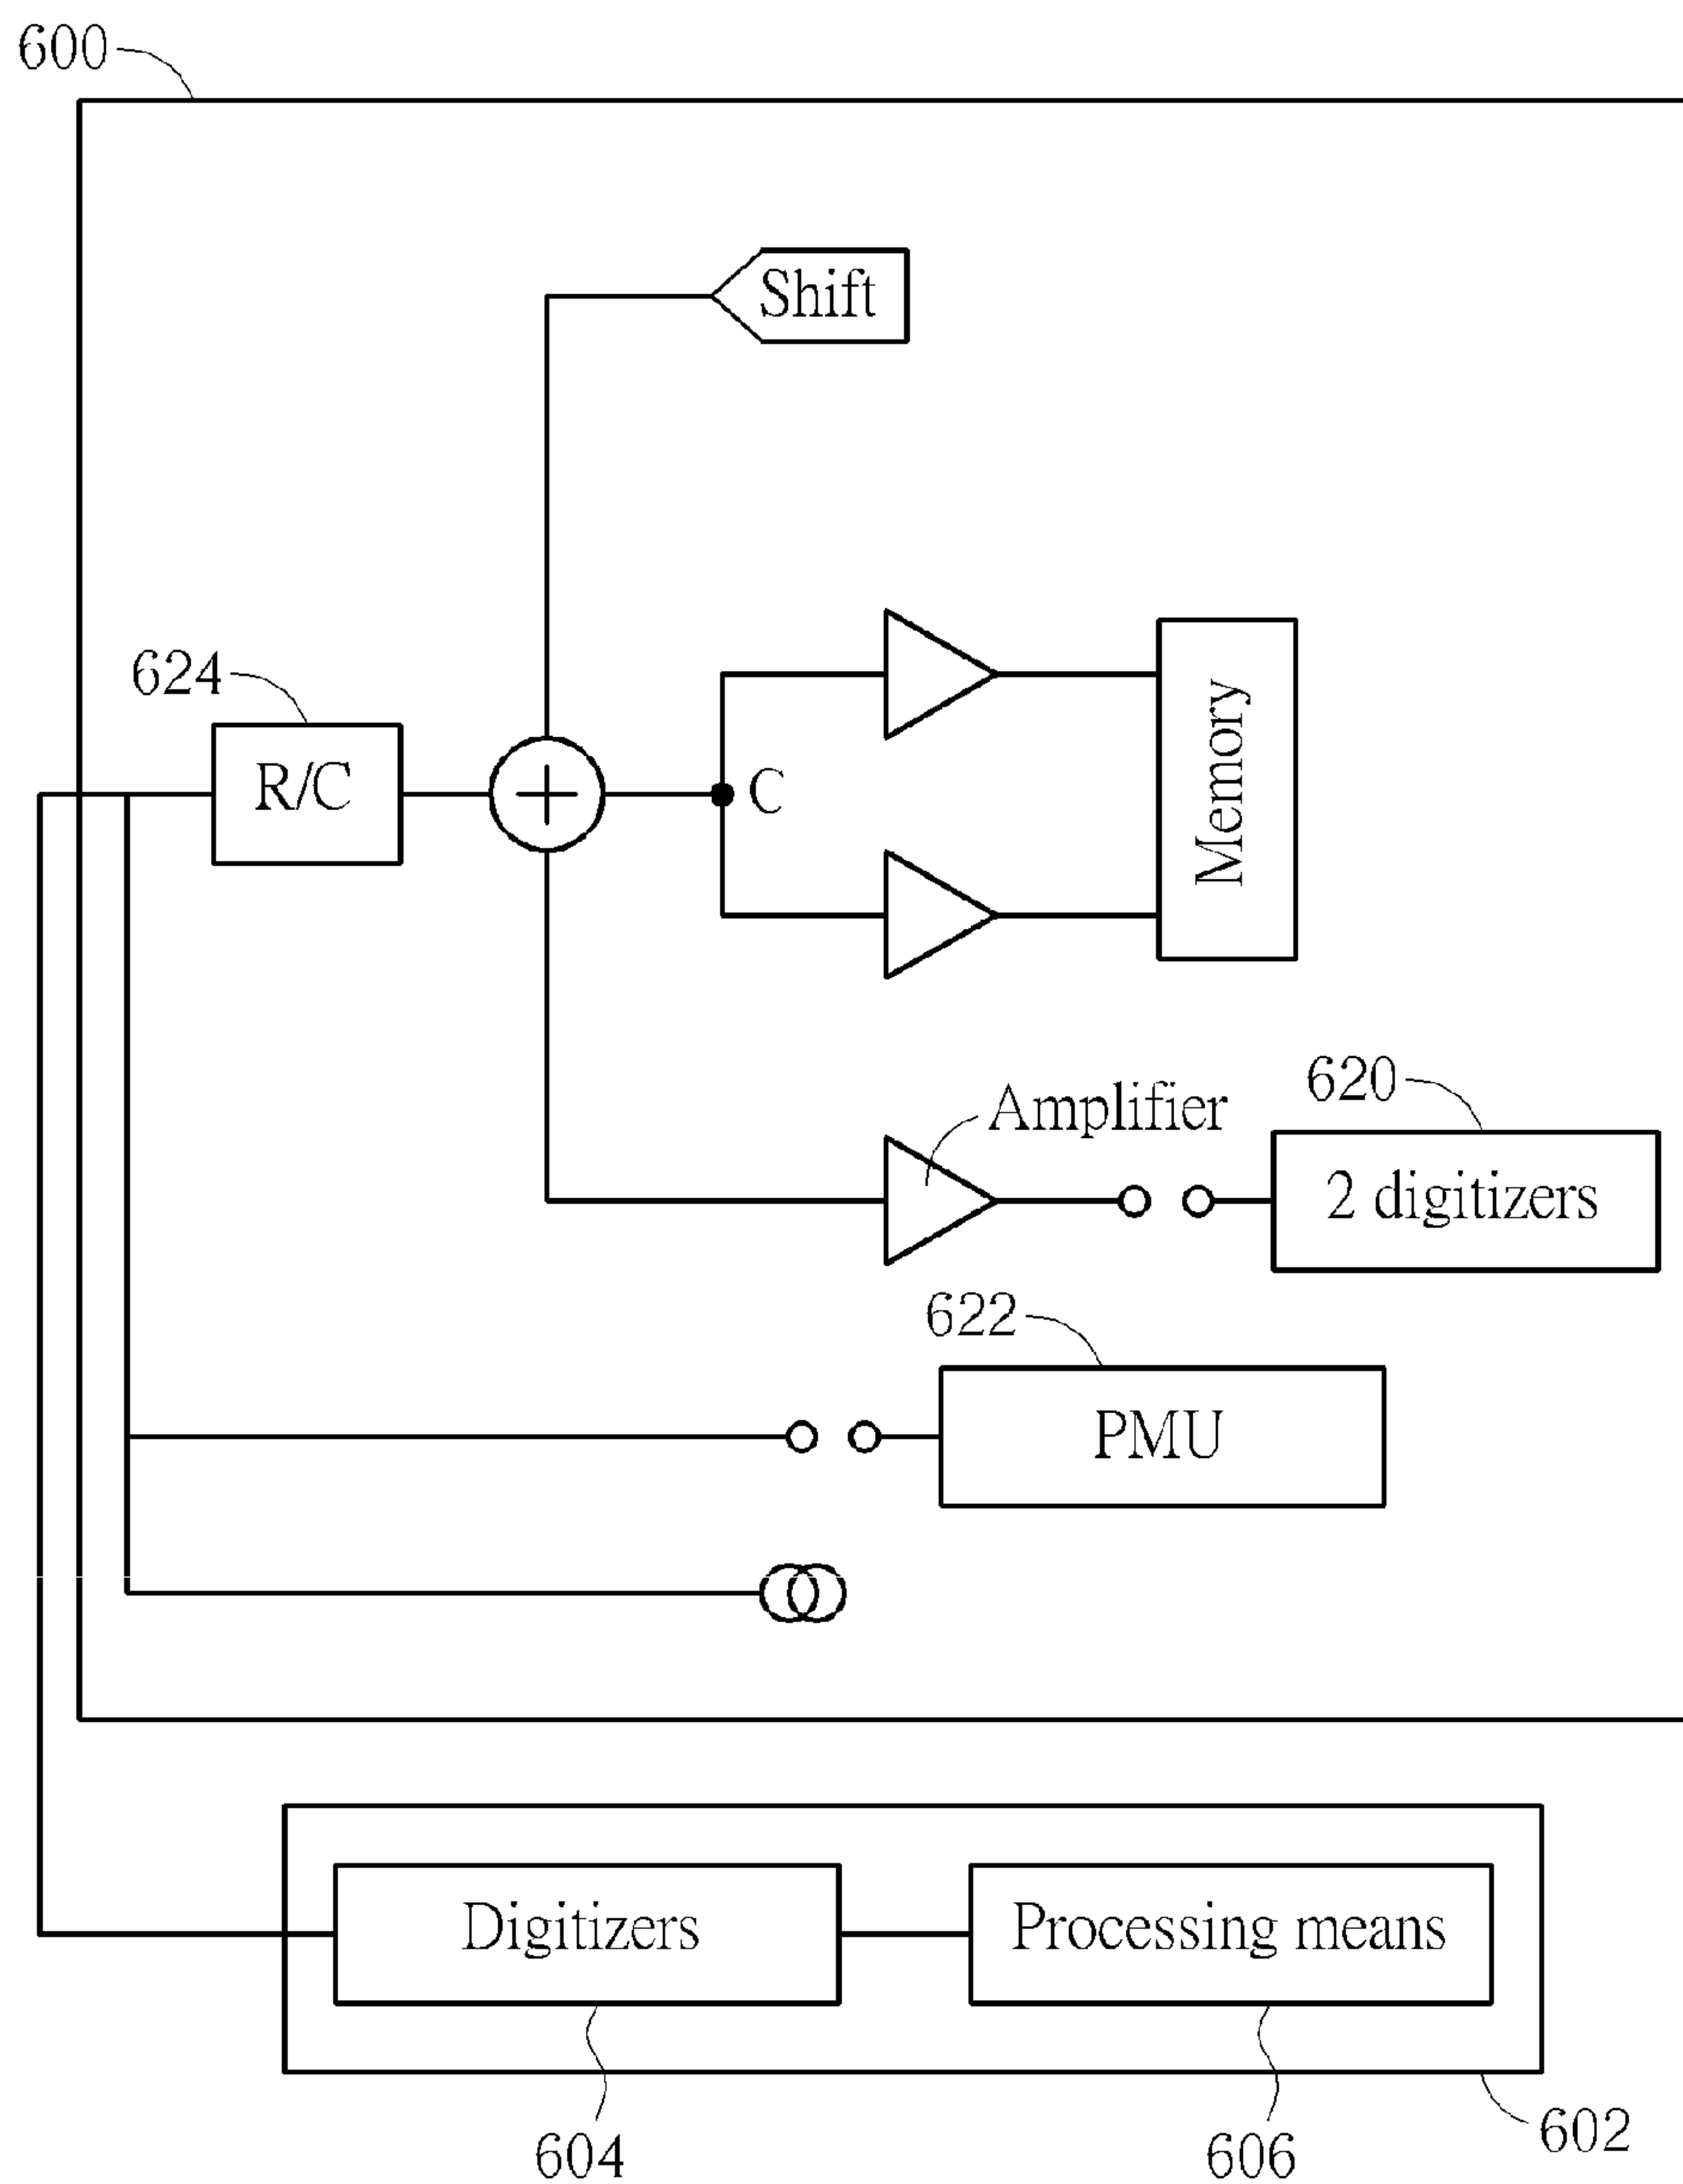 600
Shift
624
R/C
C
Memory
Amplifier
620
2 digitizers
622
PMU
Digitizers
Processing means
604
606
602